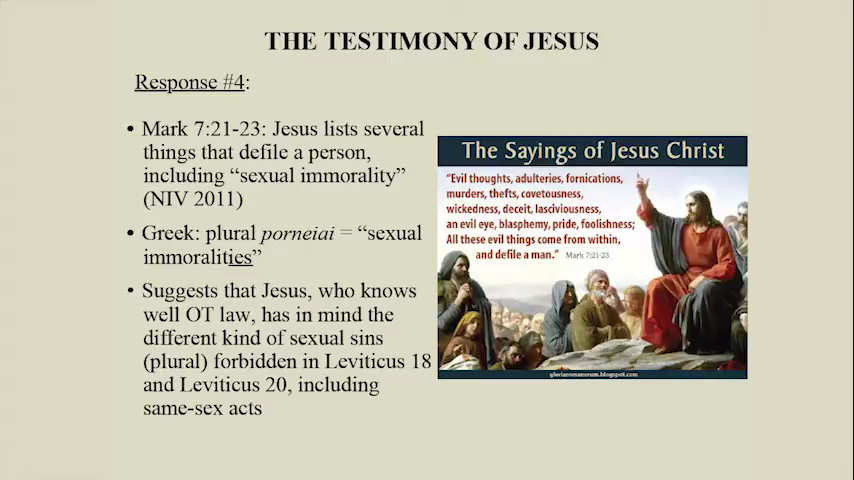 THE TESTIMONY OF JESUS
Response #4:
• Mark 7:21-23: Jesus lists several
things that defile a person,
including “sexual immorality”
(NIV 2011)
• Greek: plural porneiai = “sexual
immoralities”
• Suggests that Jesus, who knows
well OT law, has in mind the
different kind of sexual sins
(plural) forbidden in Leviticus 18
and Leviticus 20, including
same-sex acts
The Sayings of Jesus Christ
“Evil thoughts, adulteries, fornications,
murders, thefts, covetousness,
wickedness, deceit, lasciviousness,
an evil eye, blasphemy, pride, foolishness;
All these evil things come from within,
and defile a man.” Mark 7:21-23